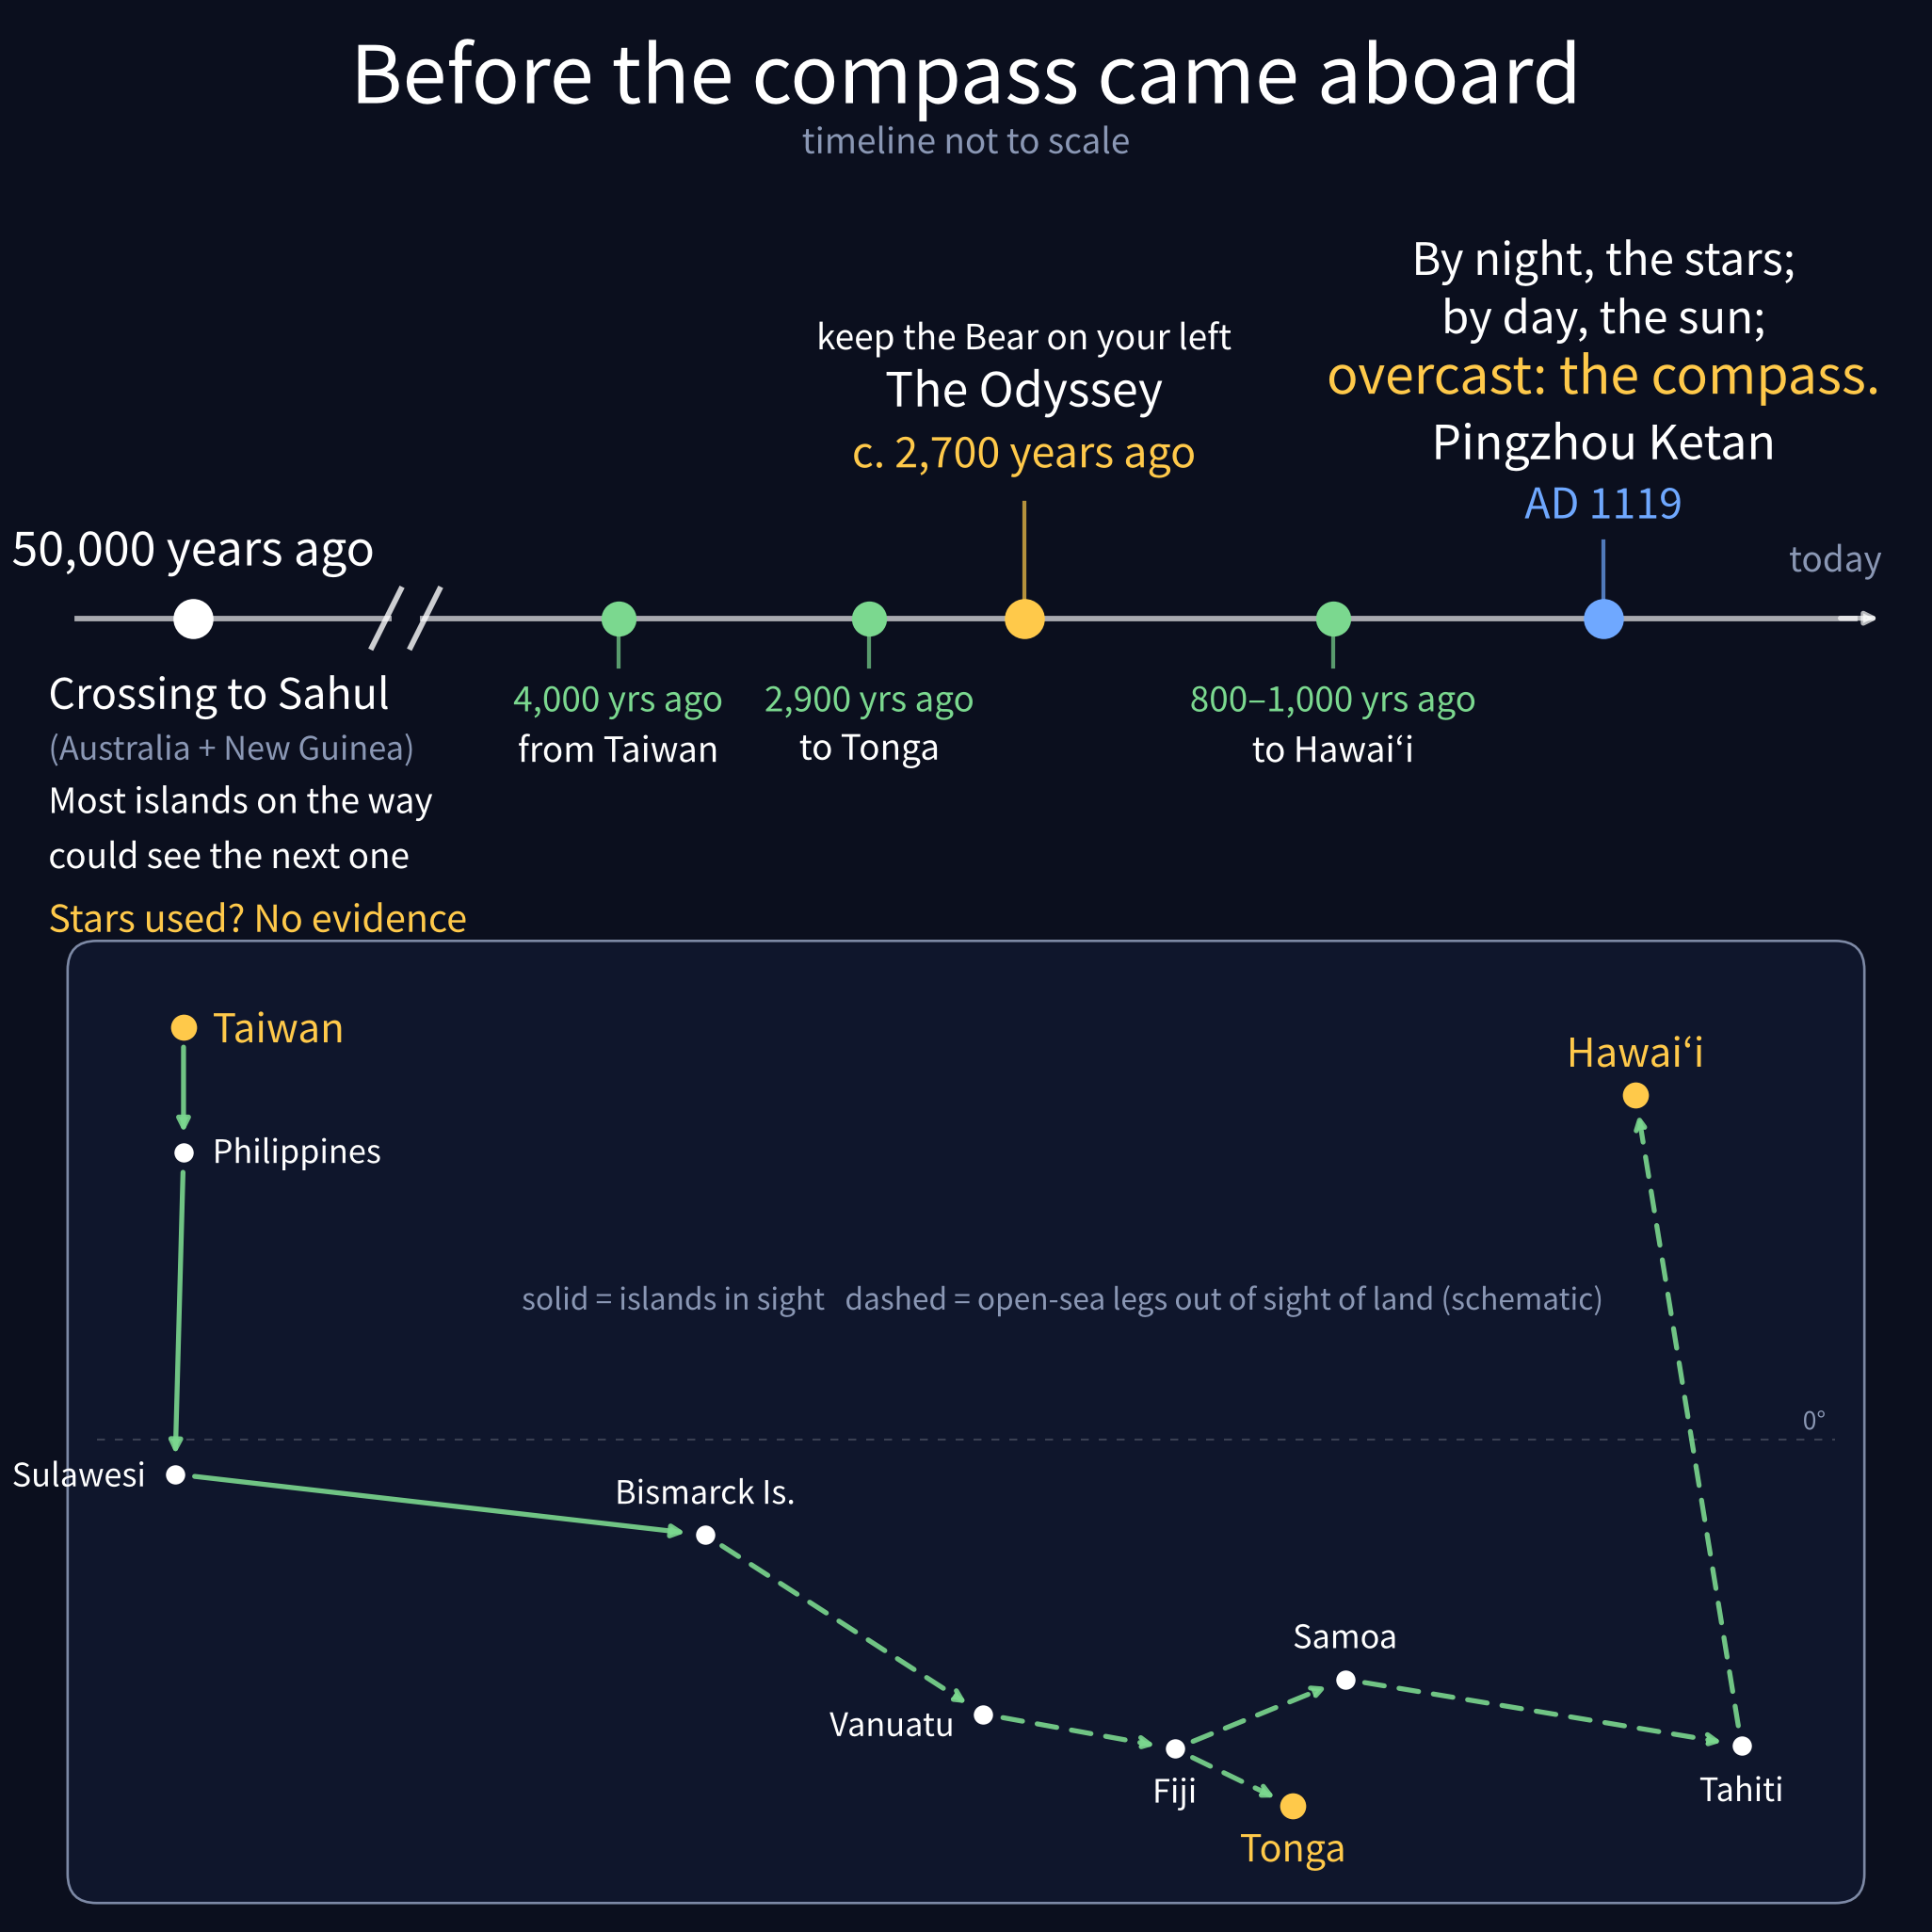 Before the compass came aboard
timeline not to scale
By night, the stars;
by day, the sun;
overcast: the compass.
Pingzhou Ketan
AD 1119
keep the Bear on your left
The Odyssey
c. 2,700 years ago
50,000 years ago
today
Crossing to Sahul
(Australia + New Guinea)
Most islands on the way
could see the next one
Stars used? No evidence
4,000 yrs ago
from Taiwan
2,900 yrs ago
to Tonga
800–1,000 yrs ago
to Hawaiʻi
Taiwan
Hawaiʻi
Philippines
solid = islands in sight   dashed = open-sea legs out of sight of land (schematic)
0°
Sulawesi
Bismarck Is.
Samoa
Vanuatu
Fiji
Tahiti
Tonga